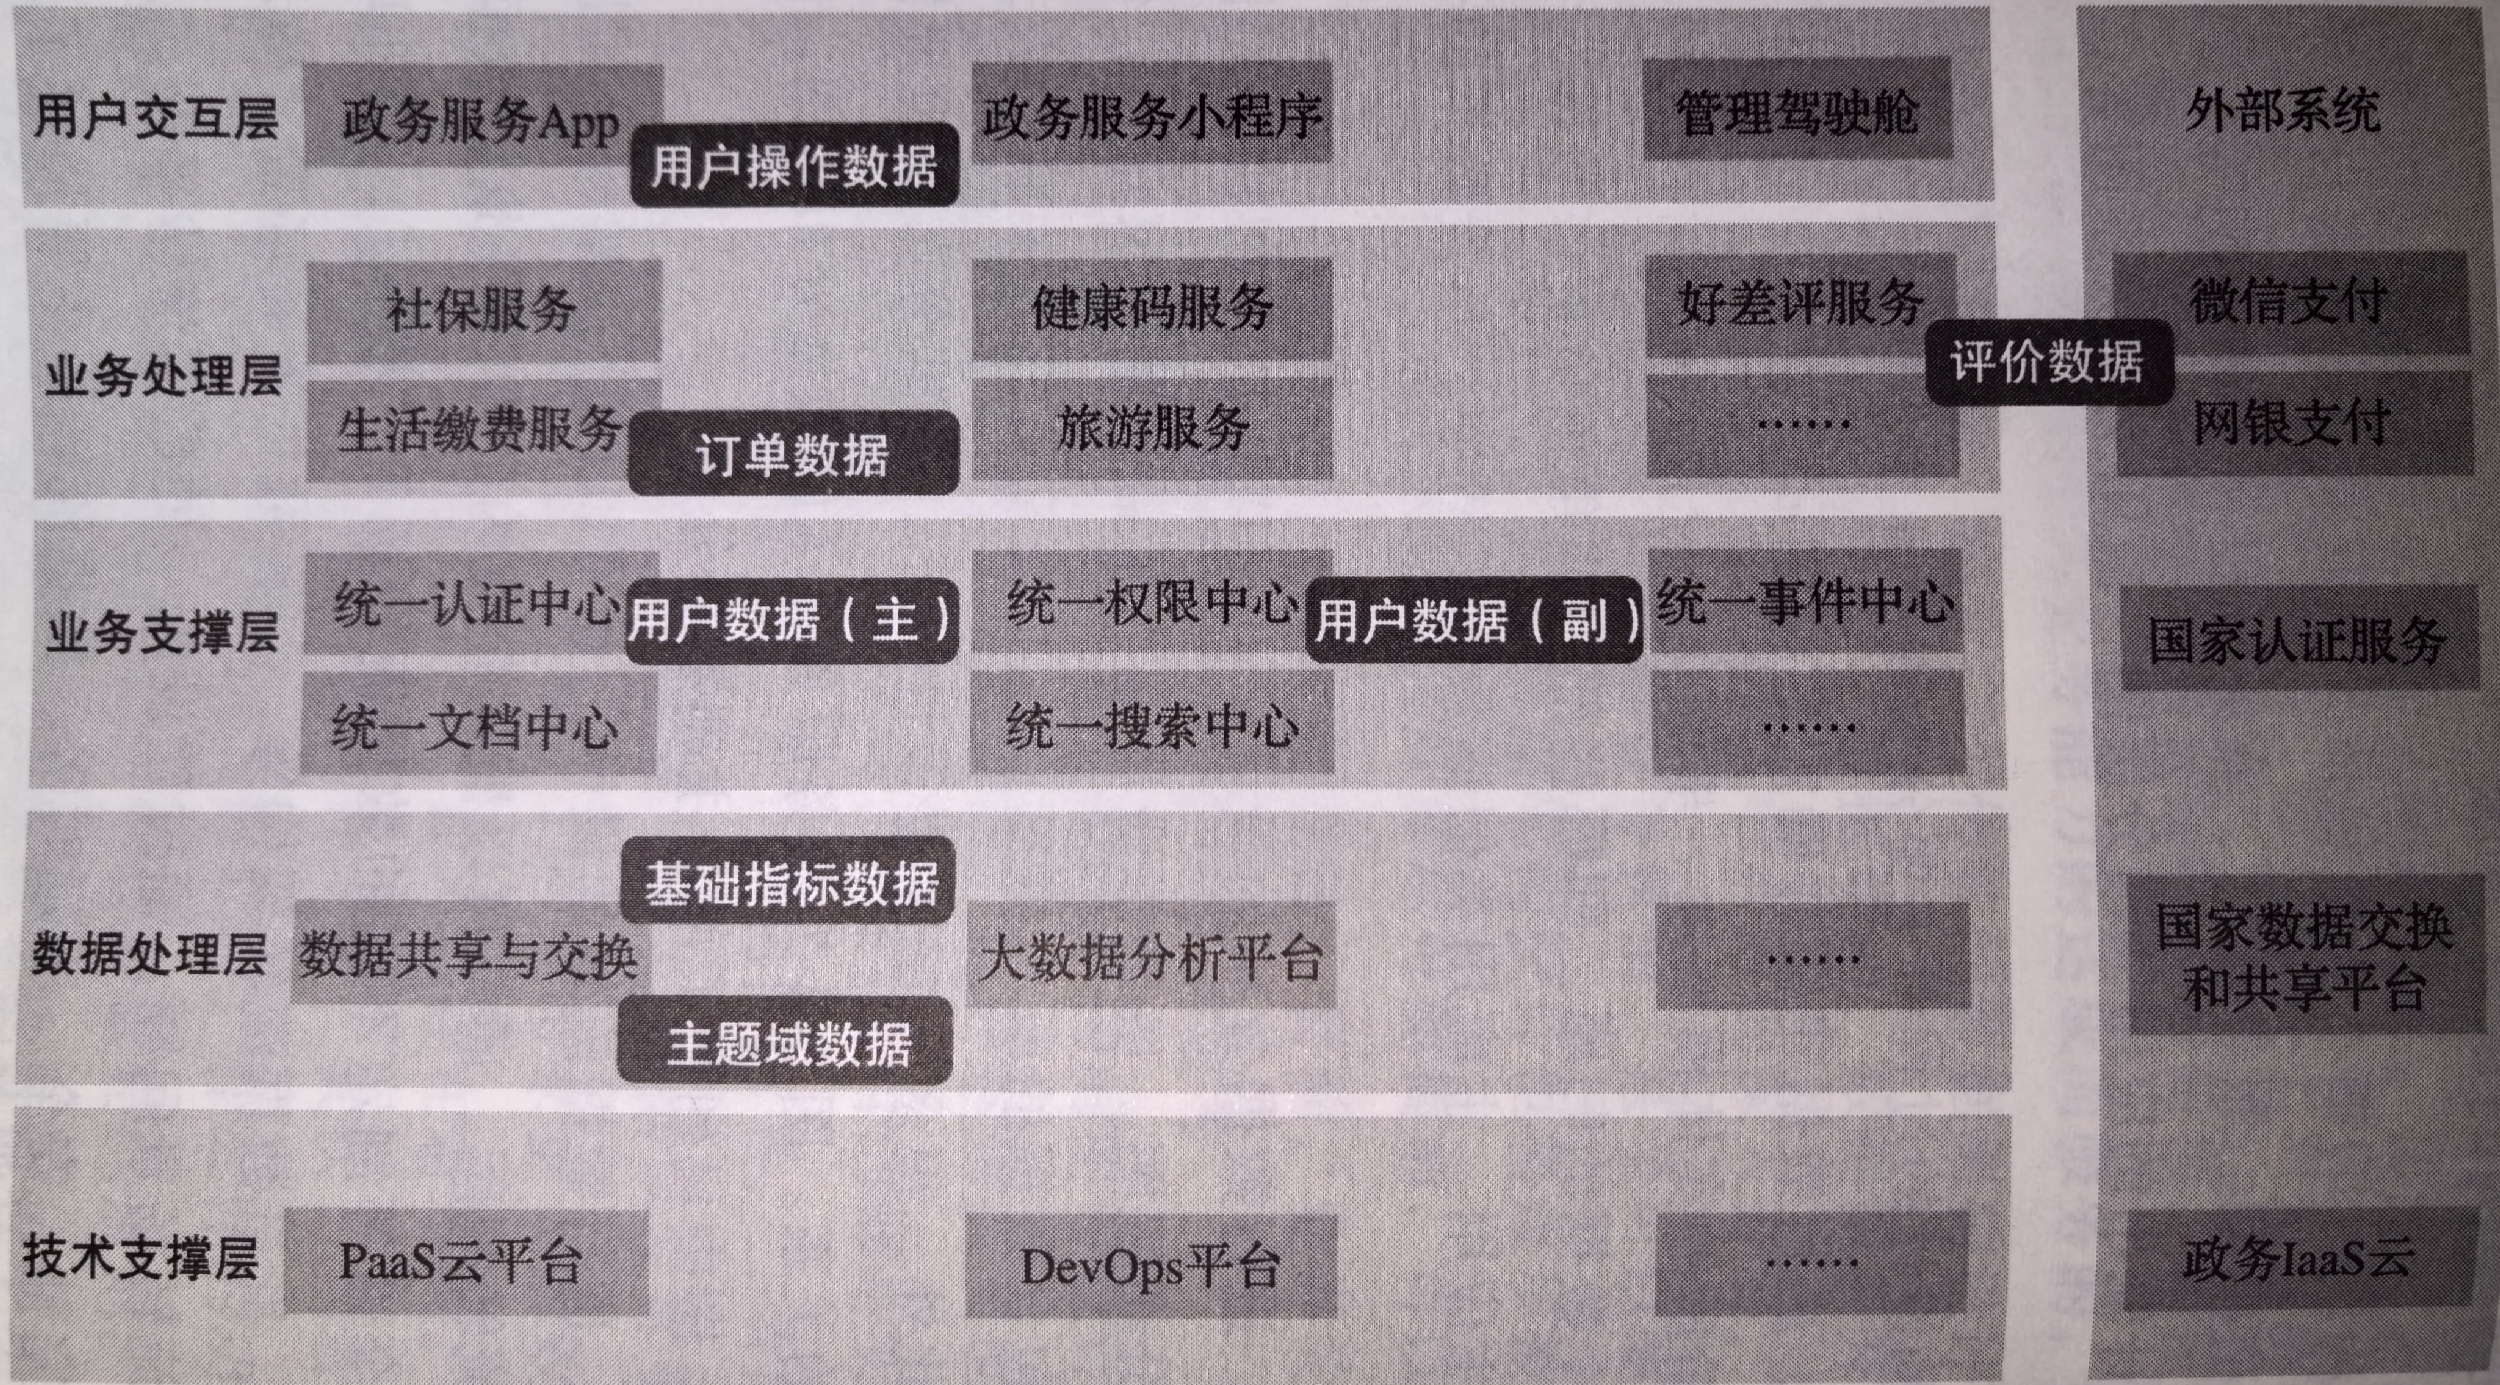 用户交互层
政务服务App
用户操作数据
政务服务小程序
管理驾驶舱
外部系统
业务处理层
社保服务
健康码服务
好差评服务
评价数据
微信支付
生活缴费服务
订单数据
旅游服务
……
网银支付
业务支撑层
统一认证中心
用户数据（主）
统一权限中心
用户数据（副）
统一事件中心
国家认证服务
统一文档中心
统一搜索中心
……
数据处理层
基础指标数据
数据共享与交换
大数据分析平台
……
国家数据交换
和共享平台
主题域数据
技术支撑层
PaaS云平台
DevOps平台
……
政务IaaS云